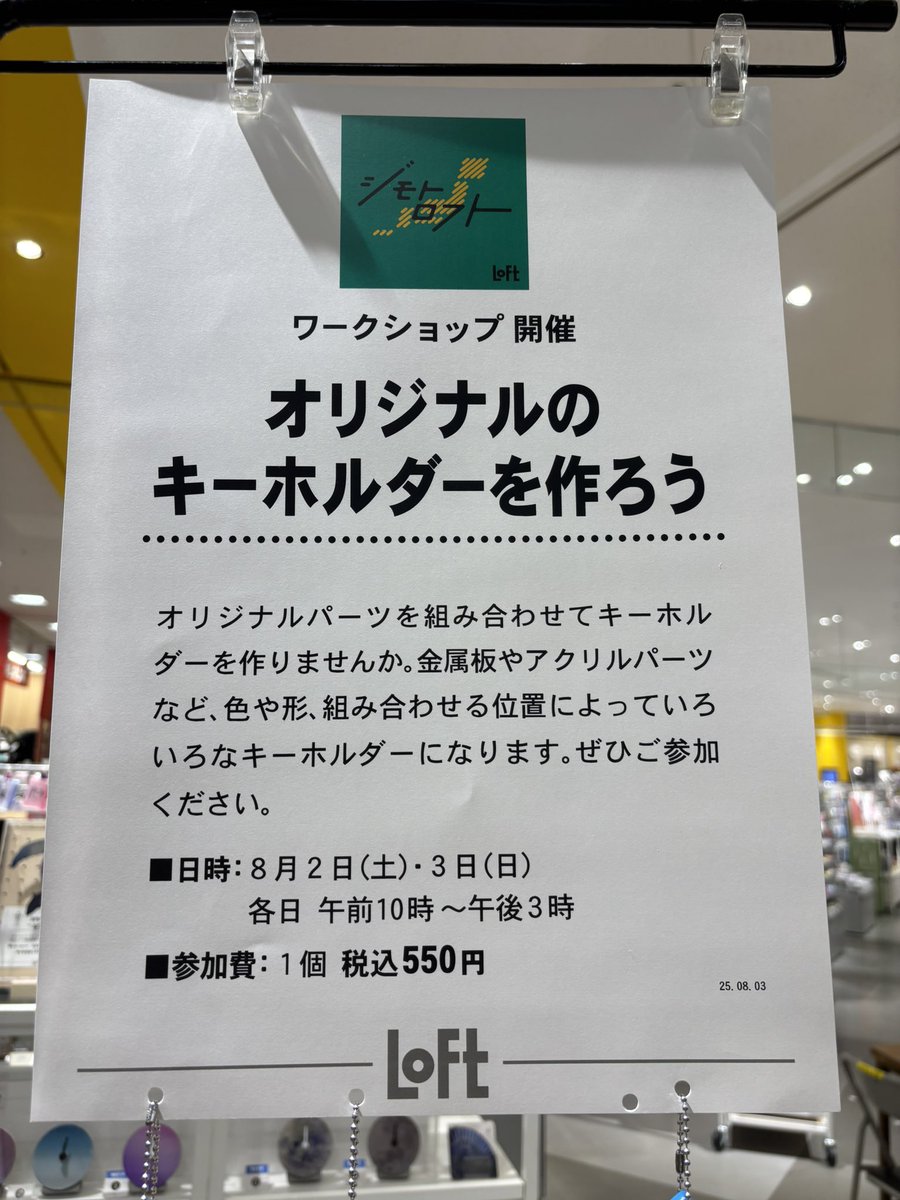 ジモト
ロフト
LoFt
ワークショップ 開催
オリジナルの
キーホルダーを作ろう
オリジナルパーツを組み合わせてキーホル
ダーを作りませんか。金属板やアクリルパーツ
など、色や形、組み合わせる位置によっていろ
いろなキーホルダーになります。ぜひご参加
ください。
■日時：８月２日(土)・３日(日)
各日 午前10時～午後３時
■参加費：１個 税込550円
25.08.03
LoFt